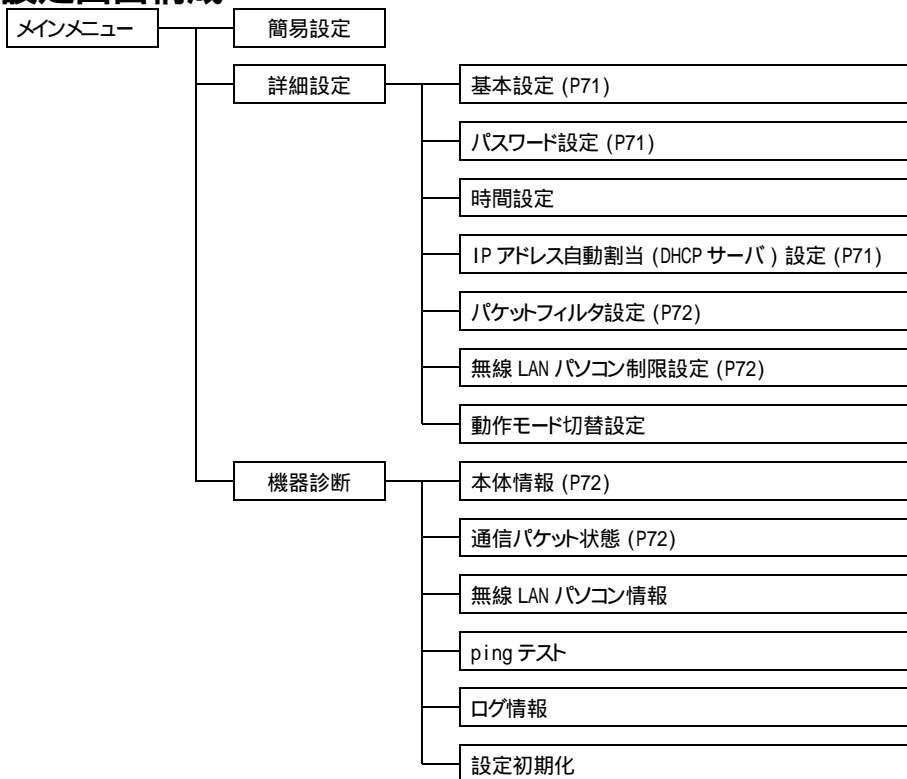 設定画面構成
メインメニュー
簡易設定
詳細設定
基本設定 (P71)
パスワード設定 (P71)
時間設定
IP アドレス自動割当 (DHCP サーバ ) 設定 (P71)
パケットフィルタ設定 (P72)
無線 LAN パソコン制限設定 (P72)
動作モード切替設定
機器診断
本体情報 (P72)
通信パケット状態 (P72)
無線 LAN パソコン情報
ping テスト
ログ情報
設定初期化